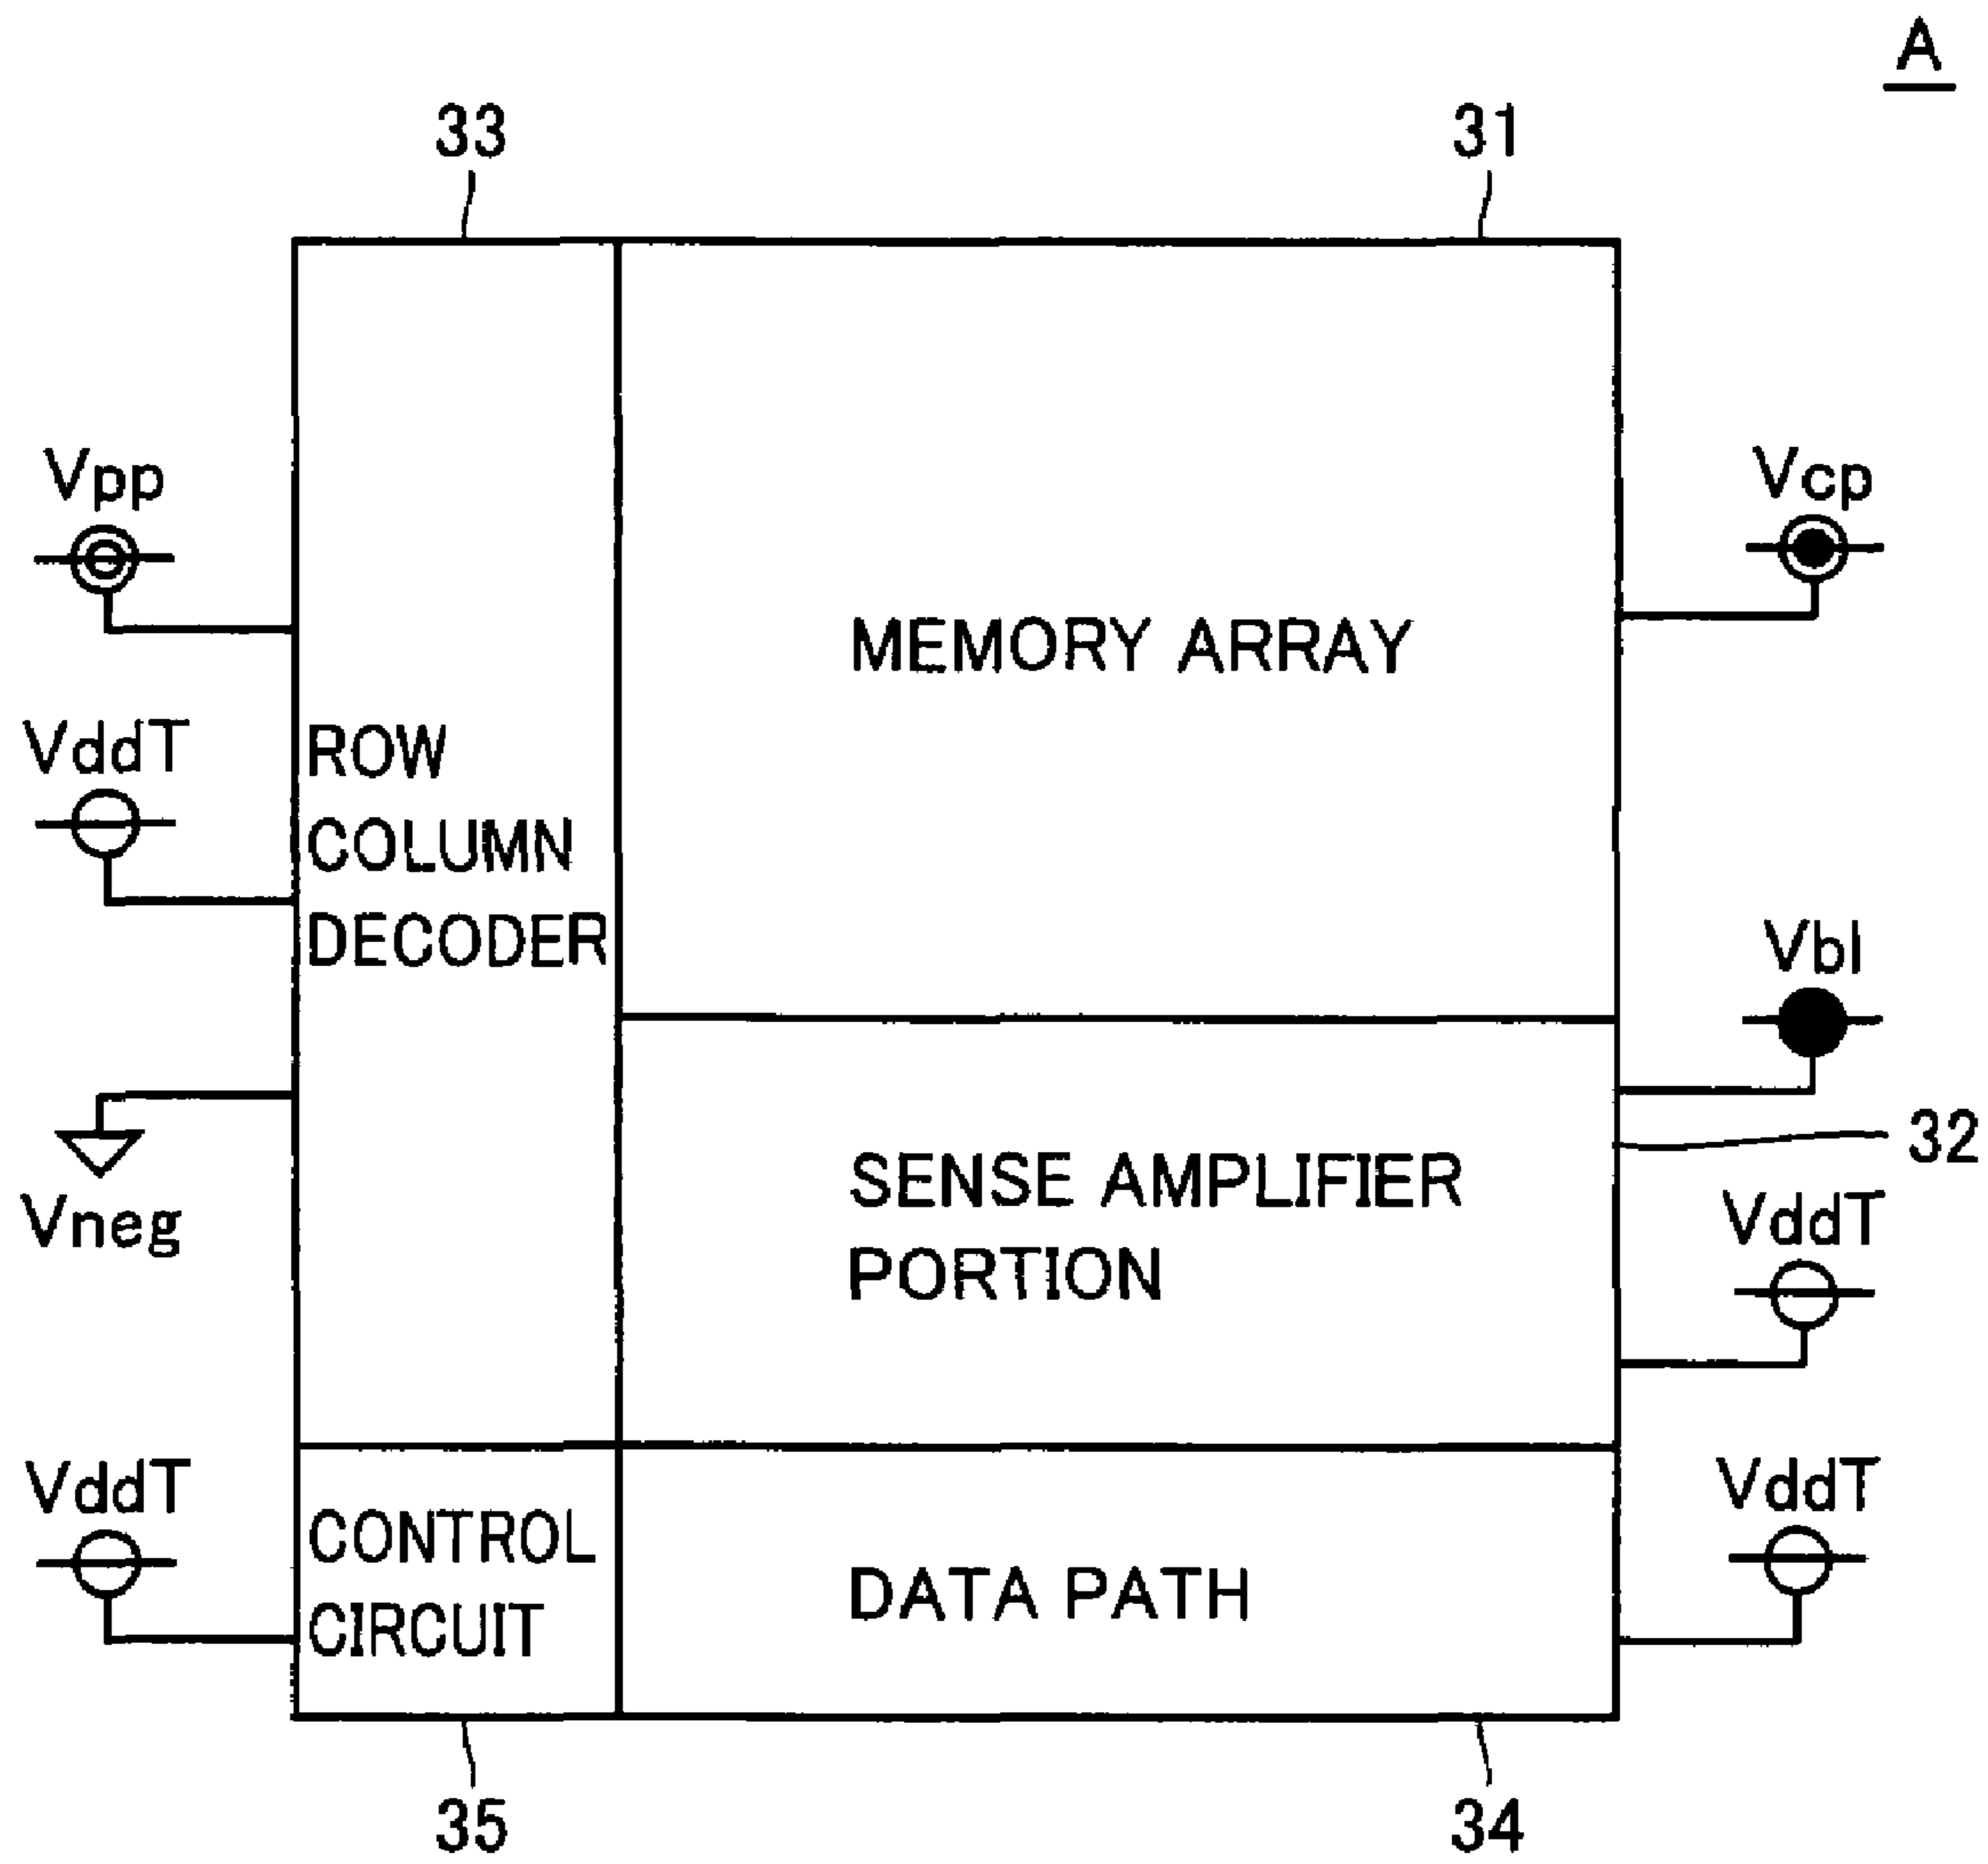 A
33
31
Vpp
Vcp
MEMORY ARRAY
VddT
ROW
COLUMN
DECODER
Vbl
32
SENSE AMPLIFIER
PORTION
Vneg
VddT
VddT
CONTROL
CIRCUIT
DATA PATH
VddT
35
34